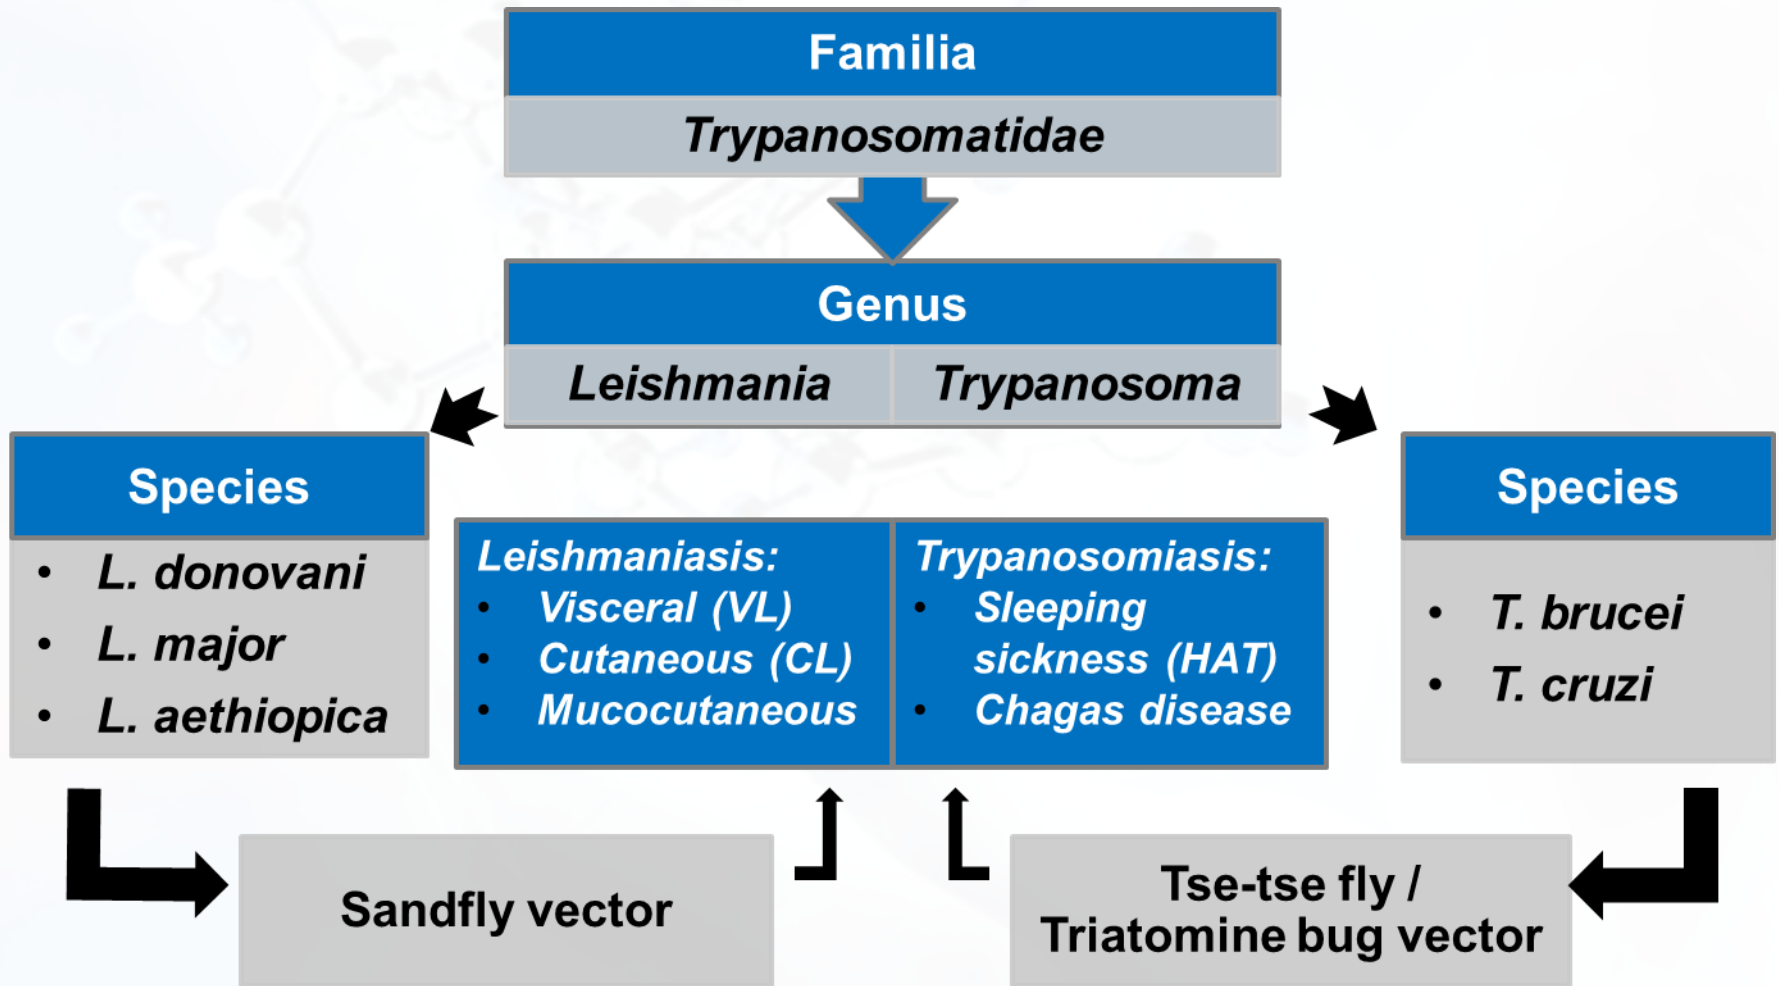 Familia
Trypanosomatidae
Genus
Leishmania
Trypanosoma
Species
• L. donovani
• L. major
• L. aethiopica
Leishmaniasis:
• Visceral (VL)
• Cutaneous (CL)
• Mucocutaneous
Trypanosomiasis:
• Sleeping
sickness (HAT)
• Chagas disease
Species
• T. brucei
• T. cruzi
Sandfly vector
Tse-tse fly /
Triatomine bug vector